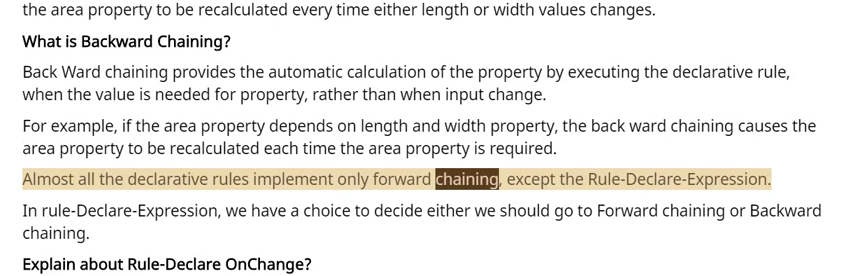 the area property to be recalculated every time either length or width values changes.
What is Backward Chaining?
Back Ward chaining provides the automatic calculation of the property by executing the declarative rule,
when the value is needed for property, rather than when input change.
For example, if the area property depends on length and width property, the back ward chaining causes the
area property to be recalculated each time the area property is required.
Almost all the declarative rules implement only forward chaining, except the Rule-Declare-Expression.
In rule-Declare-Expression, we have a choice to decide either we should go to Forward chaining or Backward
chaining.
Explain about Rule-Declare OnChange?